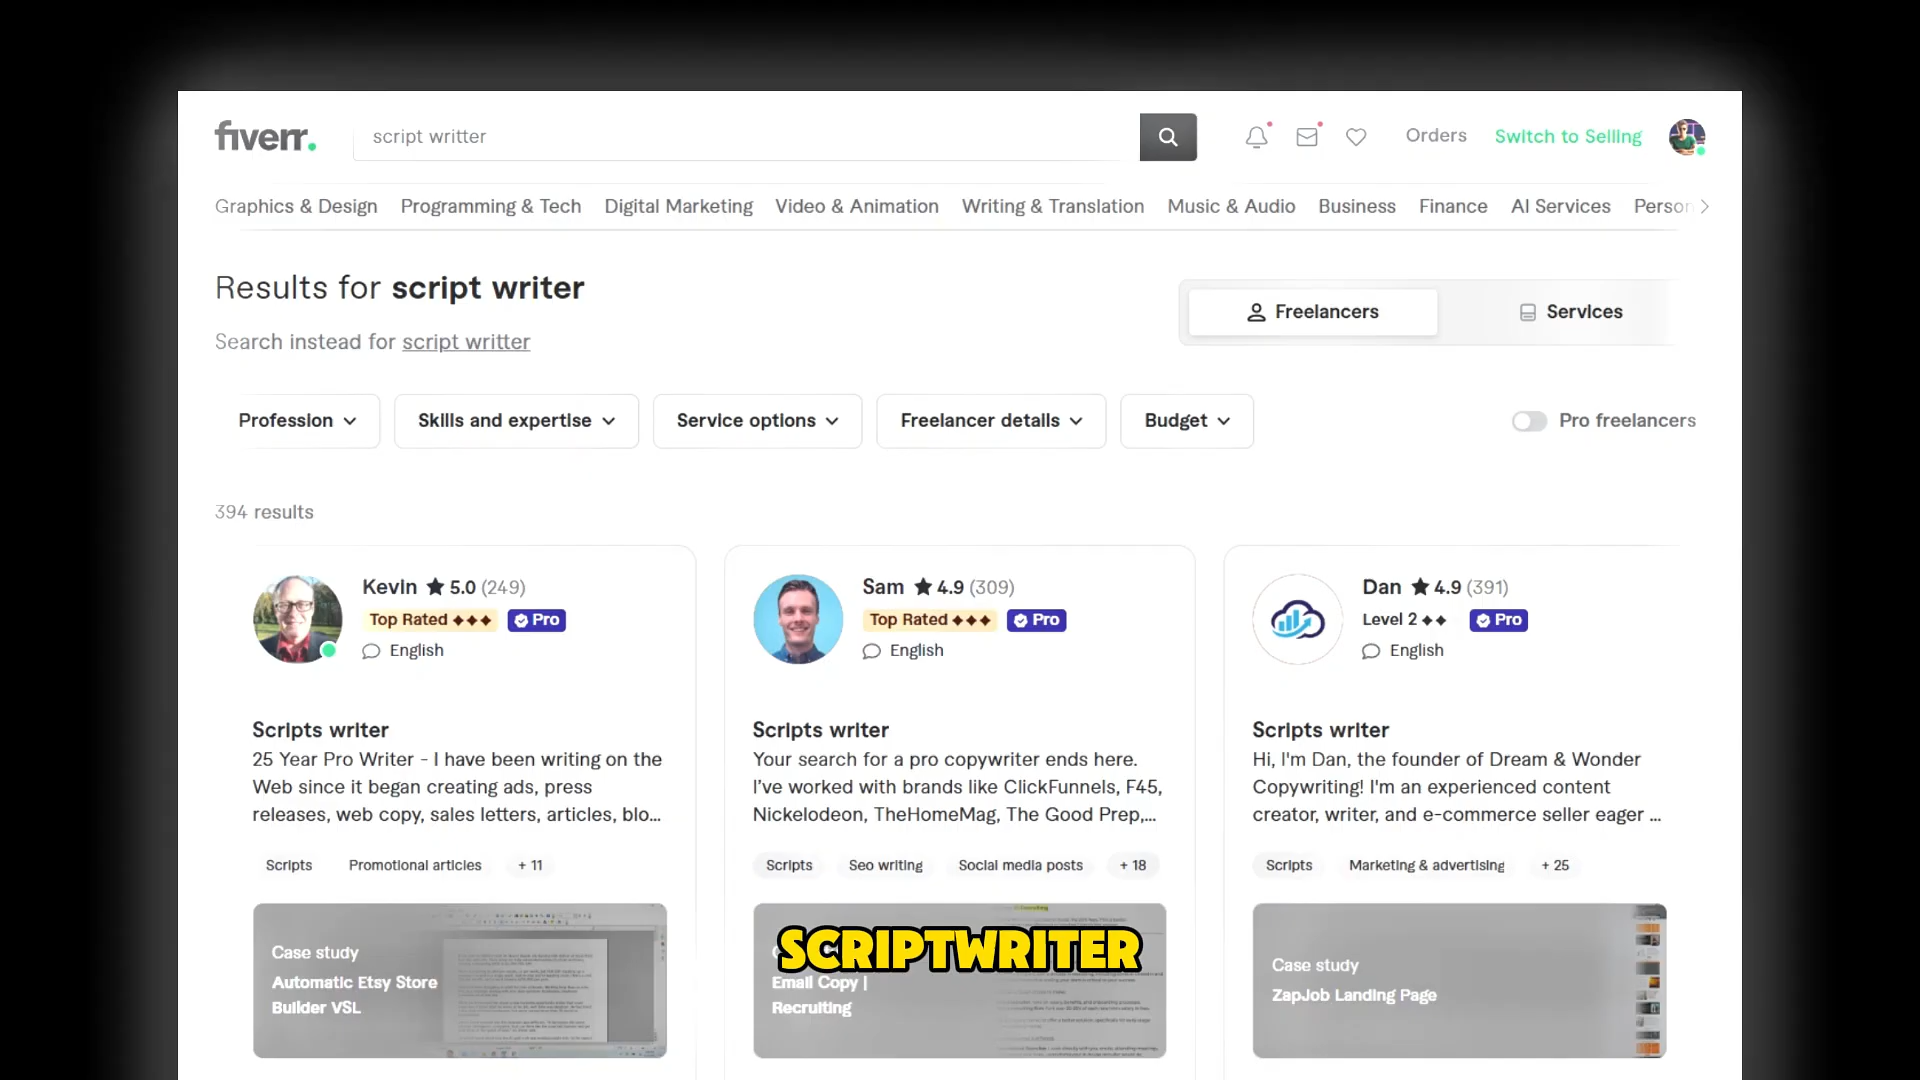 fiverr.
script writter
Orders
Switch to Selling
Graphics & Design
Programming & Tech
Digital Marketing
Video & Animation
Writing & Translation
Music & Audio
Business
Finance
AI Services
Person
Results for script writer
Search instead for script writter
Freelancers
Services
Profession
Skills and expertise
Service options
Freelancer details
Budget
Pro freelancers
394 results
Kevin ★ 5.0 (249)
Top Rated ◆◆◆ Pro
English
Scripts writer
25 Year Pro Writer - I have been writing on the
Web since it began creating ads, press
releases, web copy, sales letters, articles, blo...
Scripts
Promotional articles
+ 11
Case study
Automatic Etsy Store
Builder VSL
Sam ★ 4.9 (309)
Top Rated ◆◆◆ Pro
English
Scripts writer
Your search for a pro copywriter ends here.
I've worked with brands like ClickFunnels, F45,
Nickelodeon, TheHomeMag, The Good Prep,...
Scripts
Seo writing
Social media posts
+ 18
SCRIPTWRITER
Email Copy |
Recruiting
Dan ★ 4.9 (391)
Level 2 ◆◆ Pro
English
Scripts writer
Hi, I'm Dan, the founder of Dream & Wonder
Copywriting! I'm an experienced content
creator, writer, and e-commerce seller eager ...
Scripts
Marketing & advertising
+ 25
Case study
ZapJob Landing Page